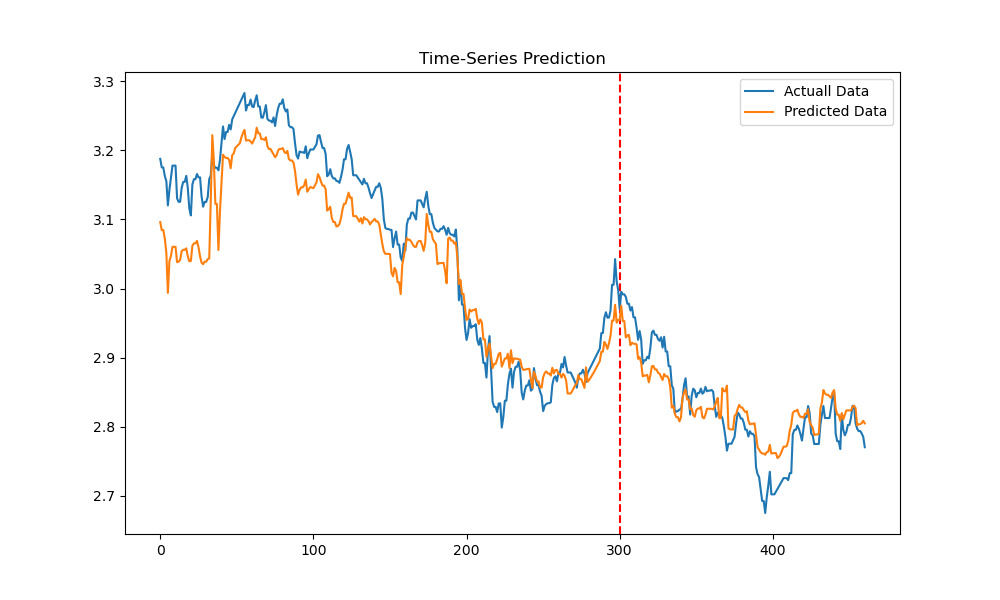 Time-Series Prediction
Actuall Data
Predicted Data
3.3
3.2
3.1
3.0
2.9
2.8
2.7
0 100 200 300 400